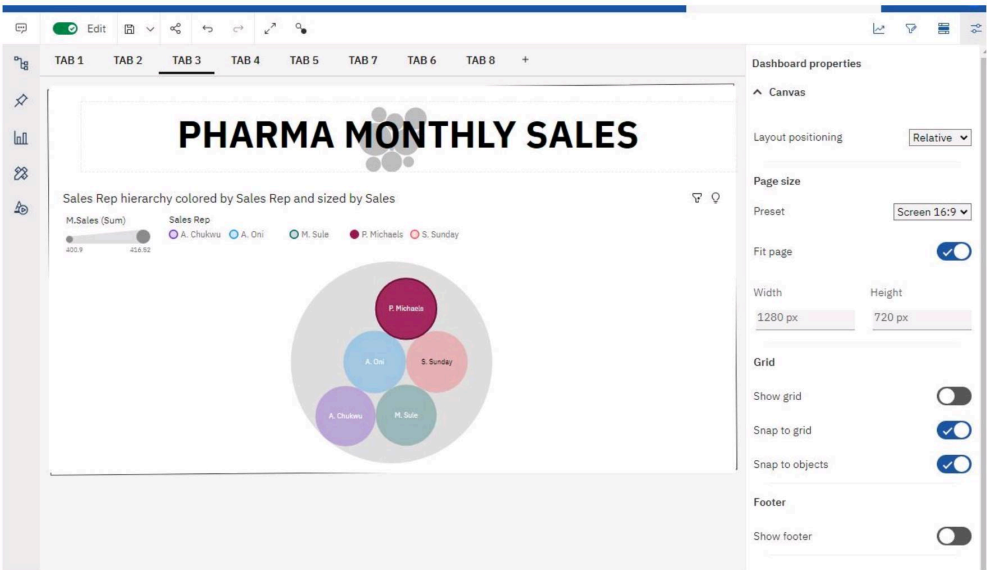 Edit
TAB 1 TAB 2 TAB 3 TAB 4 TAB 5 TAB 7 TAB 6 TAB 8 +
PHARMA MONTHLY SALES
Sales Rep hierarchy colored by Sales Rep and sized by Sales
M.Sales (Sum)
400.9 416.92
Sales Rep
A. Chukwu A. Oni M. Sule P. Michaels S. Sunday
P. Michaels
A. Oni S. Sunday
A. Chukwu M. Sule
Dashboard properties
Canvas
Layout positioning Relative
Page size
Preset Screen 16:9
Fit page
Width Height
1280 px 720 px
Grid
Show grid
Snap to grid
Snap to objects
Footer
Show footer